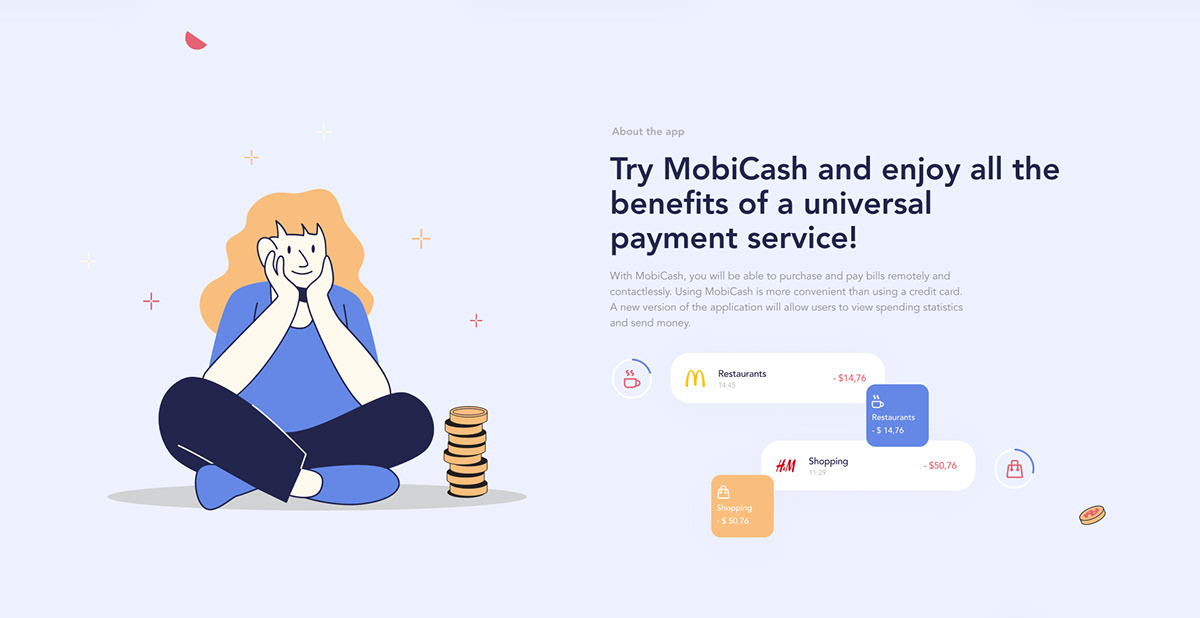 About the app
Try MobiCash and enjoy all the
benefits of a universal
payment service!
With MobiCash, you will be able to purchase and pay bills remotely and
contactlessly. Using MobiCash is more convenient than using a credit card.
A new version of the application will allow users to view spending statistics
and send money.
Restaurants
14:45
- $14,76
Restaurants
- $ 14,76
H&M
Shopping
11:29
- $50,76
Shopping
- $ 50,76